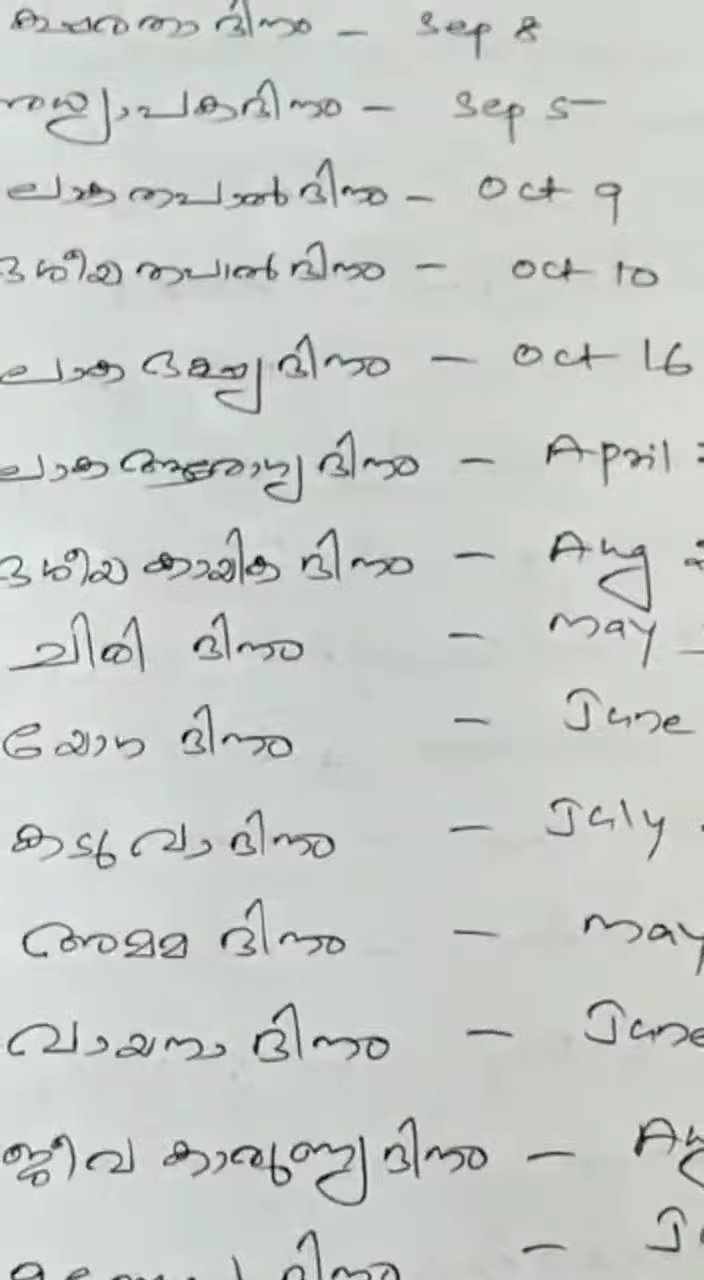 സാക്ഷരതാ ദിനം - Sep 8
അധ്യാപകദിനം - Sep 5
ലോക തപാൽ ദിനം - Oct 9
ദേശീയ തപാൽ ദിനം - Oct 10
ലോക ഭക്ഷ്യ ദിനം - Oct 16
ലോക ആരോഗ്യ ദിനം - April
ദേശീയ കായിക ദിനം - Aug
ചിരി ദിനം - May
യോഗ ദിനം - June
കടുവാ ദിനം - July
അമ്മ ദിനം - May
വായനാ ദിനം - June
ജീവ കാരുണ്യ ദിനം - Aug
ദിനം -